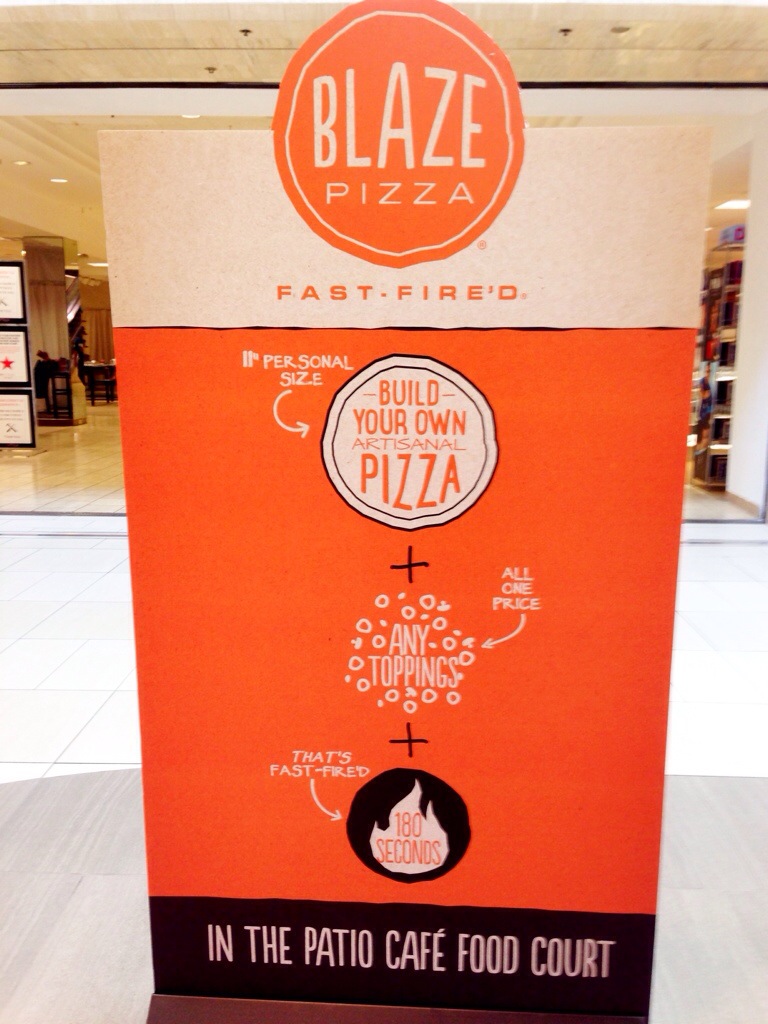 BLAZE
PIZZA
®
FAST-FIRE'D®
11" PERSONAL
SIZE
—BUILD—
YOUR OWN
ARTISANAL
PIZZA
+
ALL
ONE
PRICE
ANY
TOPPINGS
+
THAT'S
FAST-FIRE'D
180
SECONDS
IN THE PATIO CAFÉ FOOD COURT